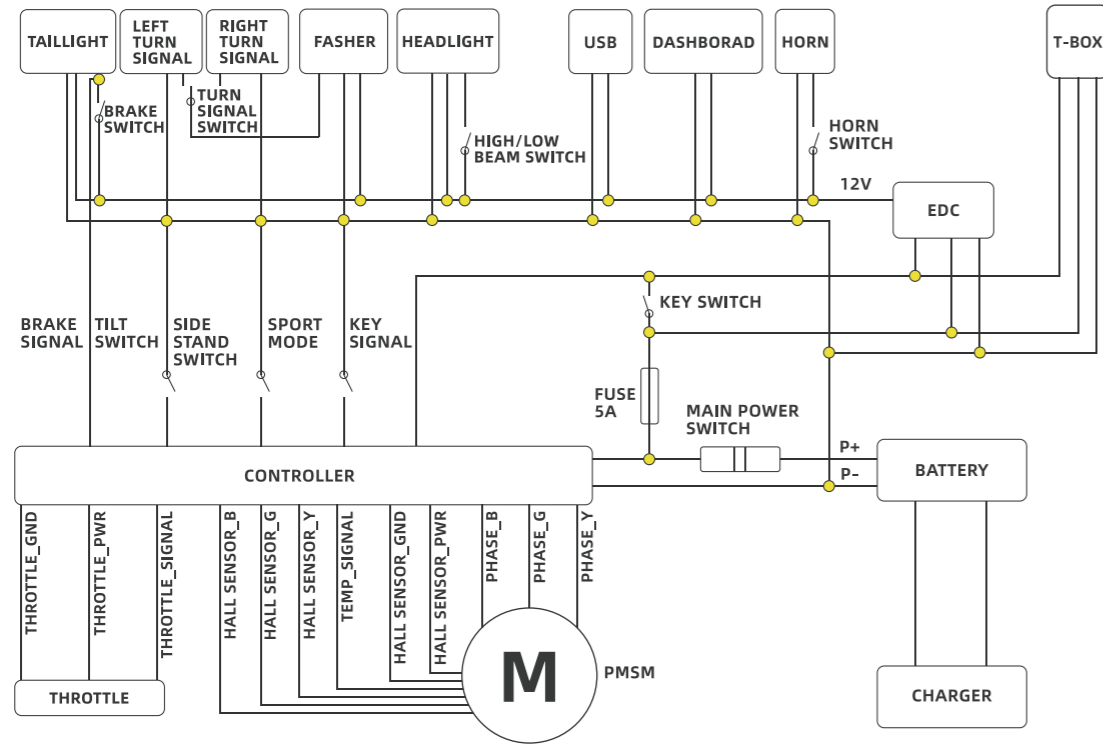 TAILLIGHT
LEFT
TURN
SIGNAL
RIGHT
TURN
SIGNAL
FASHER
HEADLIGHT
USB
DASHBORAD
HORN
T-BOX
BRAKE
SWITCH
TURN
SIGNAL
SWITCH
HIGH/LOW
BEAM SWITCH
HORN
SWITCH
12V
EDC
BRAKE
SIGNAL
TILT
SWITCH
SIDE
STAND
SWITCH
SPORT
MODE
KEY
SIGNAL
KEY SWITCH
FUSE
5A
MAIN POWER
SWITCH
P+
P-
CONTROLLER
BATTERY
THROTTLE_GND
THROTTLE_PWR
THROTTLE_SIGNAL
HALL SENSOR_B
HALL SENSOR_G
HALL SENSOR_Y
TEMP_SIGNAL
HALL SENSOR_GND
HALL SENSOR_PWR
PHASE_B
PHASE_G
PHASE_Y
M
PMSM
THROTTLE
CHARGER